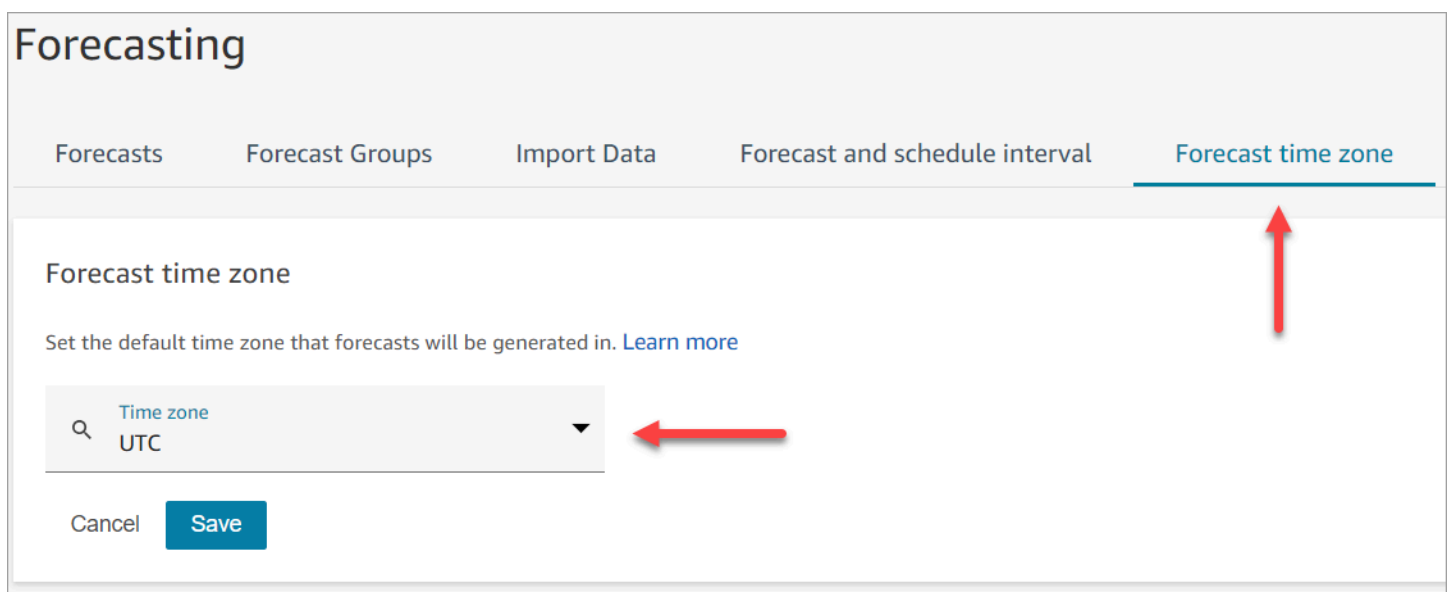 Forecasting
Forecasts Forecast Groups Import Data Forecast and schedule interval Forecast time zone
Forecast time zone
Set the default time zone that forecasts will be generated in. Learn more
Time zone
UTC
Cancel Save